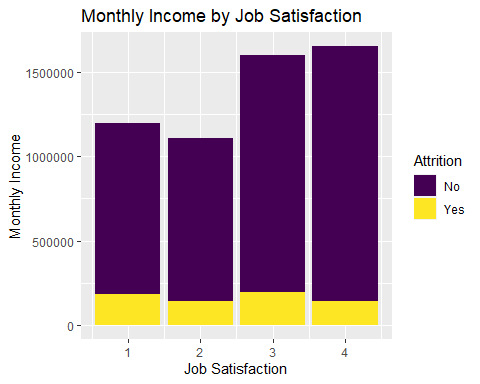 Monthly Income by Job Satisfaction
Monthly Income
1500000
1000000
500000
0
1 2 3 4
Job Satisfaction
Attrition
No
Yes